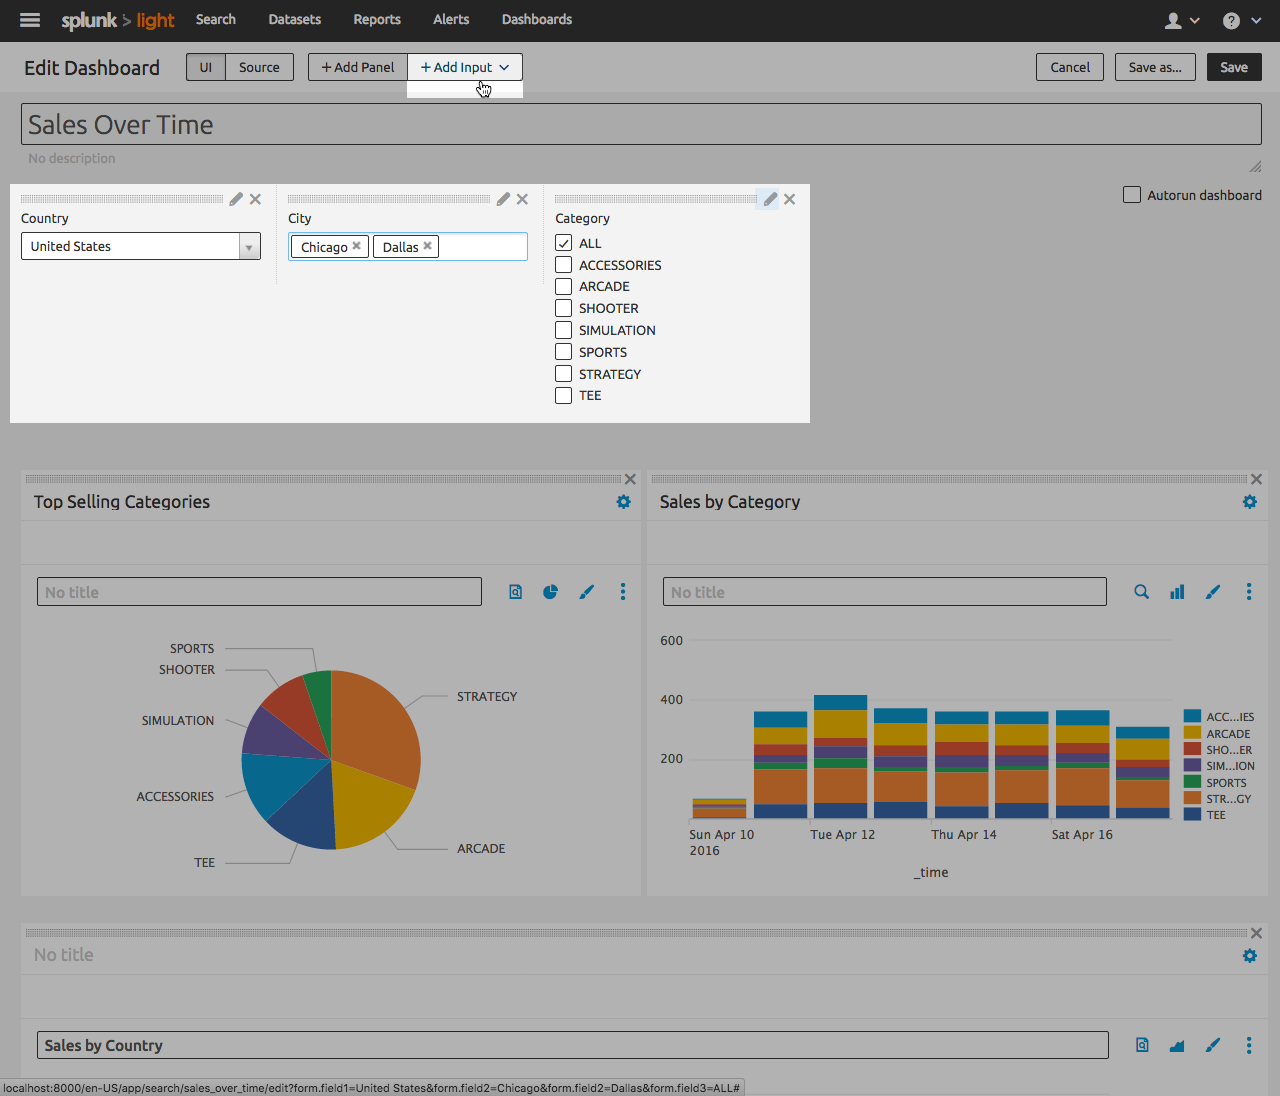 splunk> light Search Datasets Reports Alerts Dashboards ?
Edit Dashboard UI Source + Add Panel + Add Input Cancel Save as... Save
Sales Over Time
No description
Autorun dashboard
Country City Category
United States Chicago Dallas ALL
ACCESSORIES
ARCADE
SHOOTER
SIMULATION
SPORTS
STRATEGY
TEE
Top Selling Categories
No title
SPORTS
SHOOTER
STRATEGY
SIMULATION
ACCESSORIES
ARCADE
TEE
Sales by Category
No title
600
400
200
ACC...IES
ARCADE
SHO...ER
SIM...ION
SPORTS
STR...GY
TEE
Sun Apr 10 Tue Apr 12 Thu Apr 14 Sat Apr 16
2016
_time
No title
Sales by Country
localhost:8000/en-US/app/search/sales_over_time/edit?form.field1=United States&form.field2=Chicago&form.field2=Dallas&form.field3=ALL#